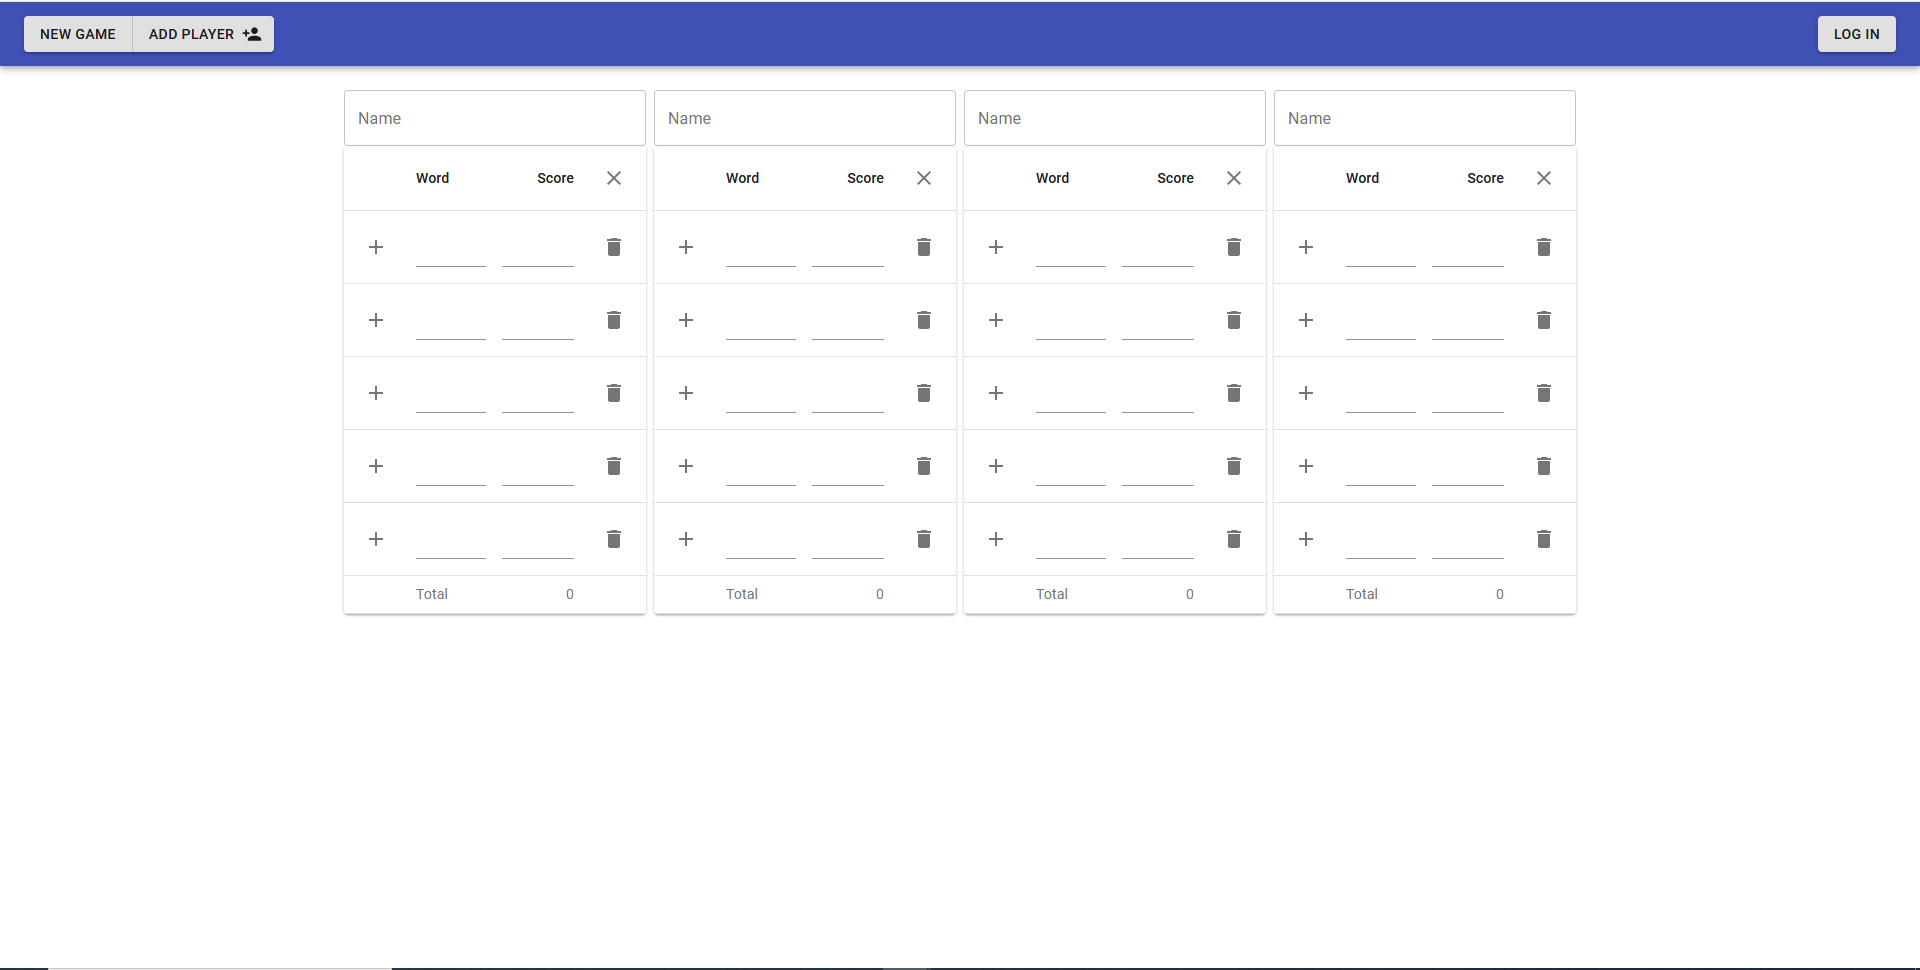 NEW GAME ADD PLAYER LOG IN
Name Name Name Name
Word Score Word Score Word Score Word Score
Total 0 Total 0 Total 0 Total 0